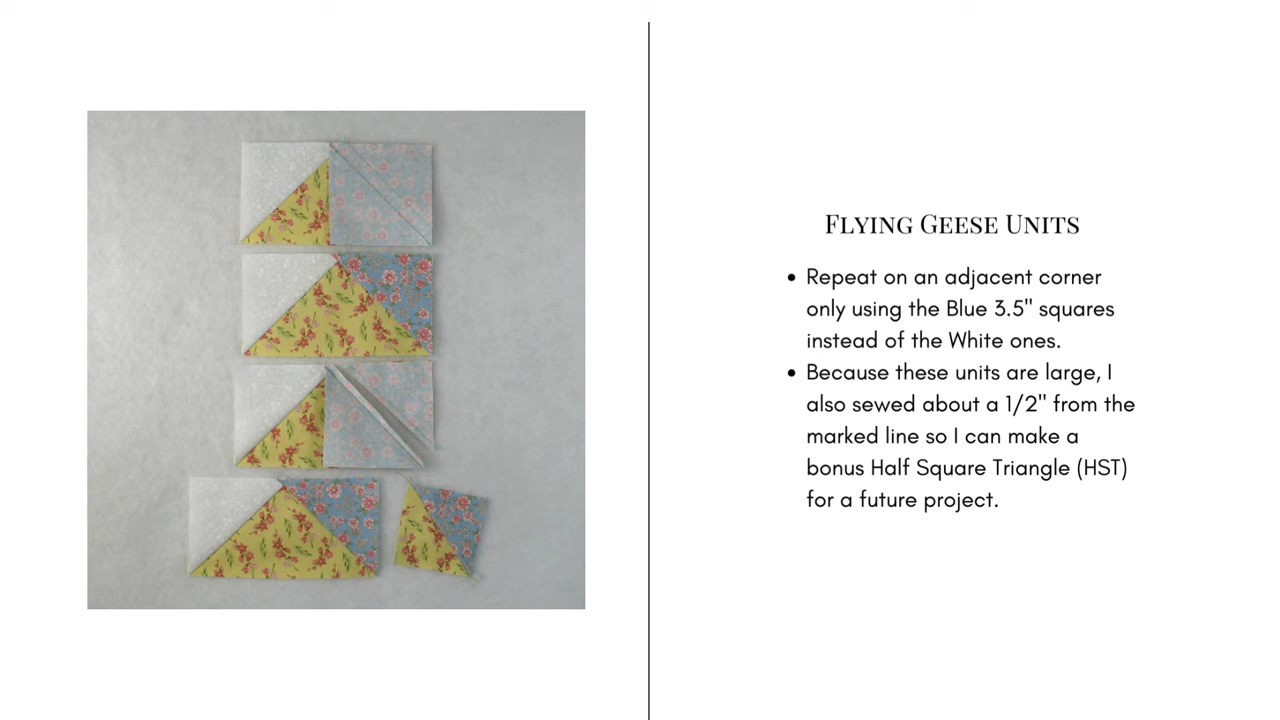 Flying Geese Units
• Repeat on an adjacent corner
only using the Blue 3.5" squares
instead of the White ones.
• Because these units are large, I
also sewed about a 1/2" from the
marked line so I can make a
bonus Half Square Triangle (HST)
for a future project.